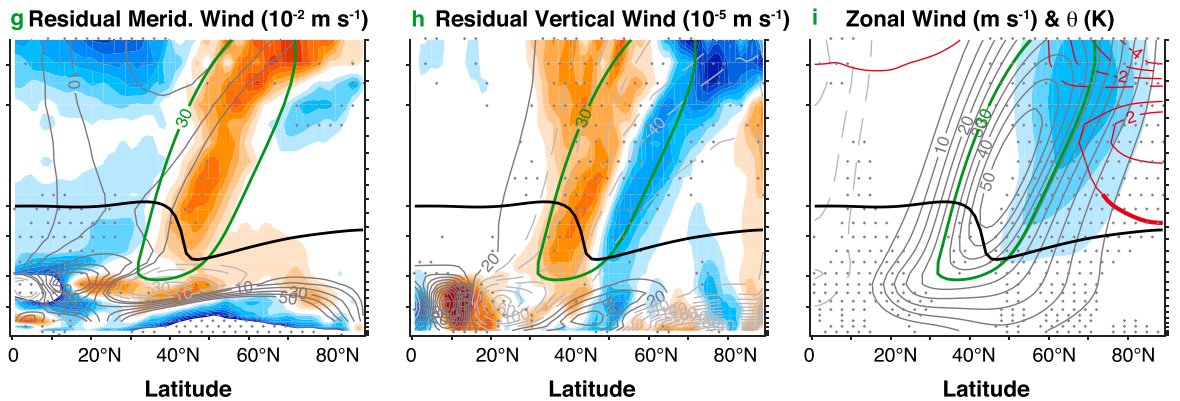 g Residual Merid. Wind (10⁻² m s⁻¹)
h Residual Vertical Wind (10⁻⁵ m s⁻¹)
i Zonal Wind (m s⁻¹) & θ (K)
10
30
30
10
-10
50
30
0 20°N 40°N 60°N 80°N
Latitude
30
40
20
20
0 20°N 40°N 60°N 80°N
Latitude
-4
-2
-2
10
20
30
40
50
0 20°N 40°N 60°N 80°N
Latitude